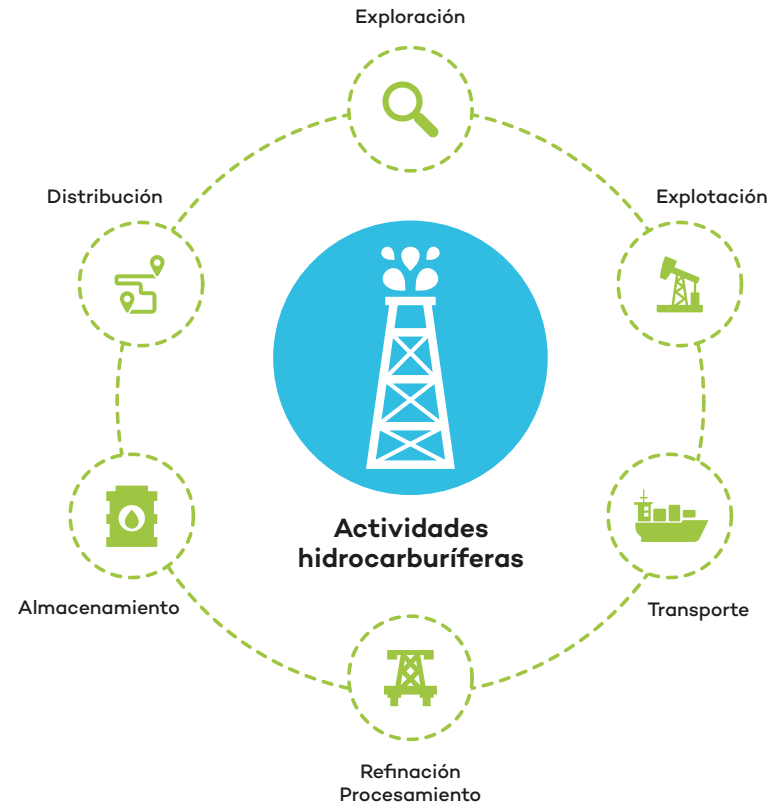 Exploración
Distribución
Explotación
Actividades
hidrocarburíferas
Almacenamiento
Transporte
Refinación
Procesamiento